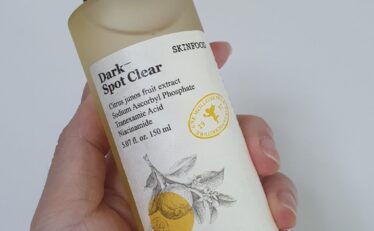 SKINFOOD
Dark
Spot Clear
Citrus junos fruit extract
Sodium Ascorbyl Phosphate
Tranexamic Acid
Niacinamide
5.07 fl. oz. 150 ml